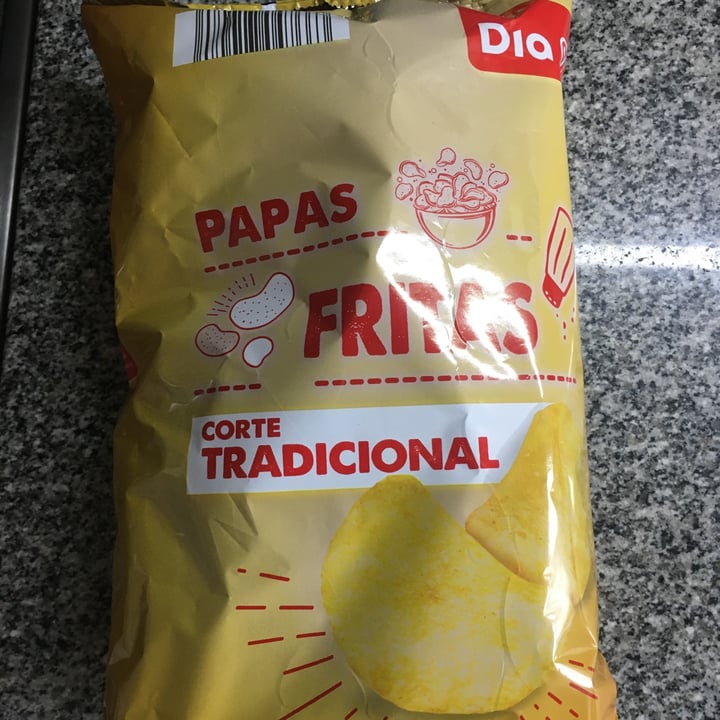 Dia
PAPAS
FRITAS
CORTE
TRADICIONAL